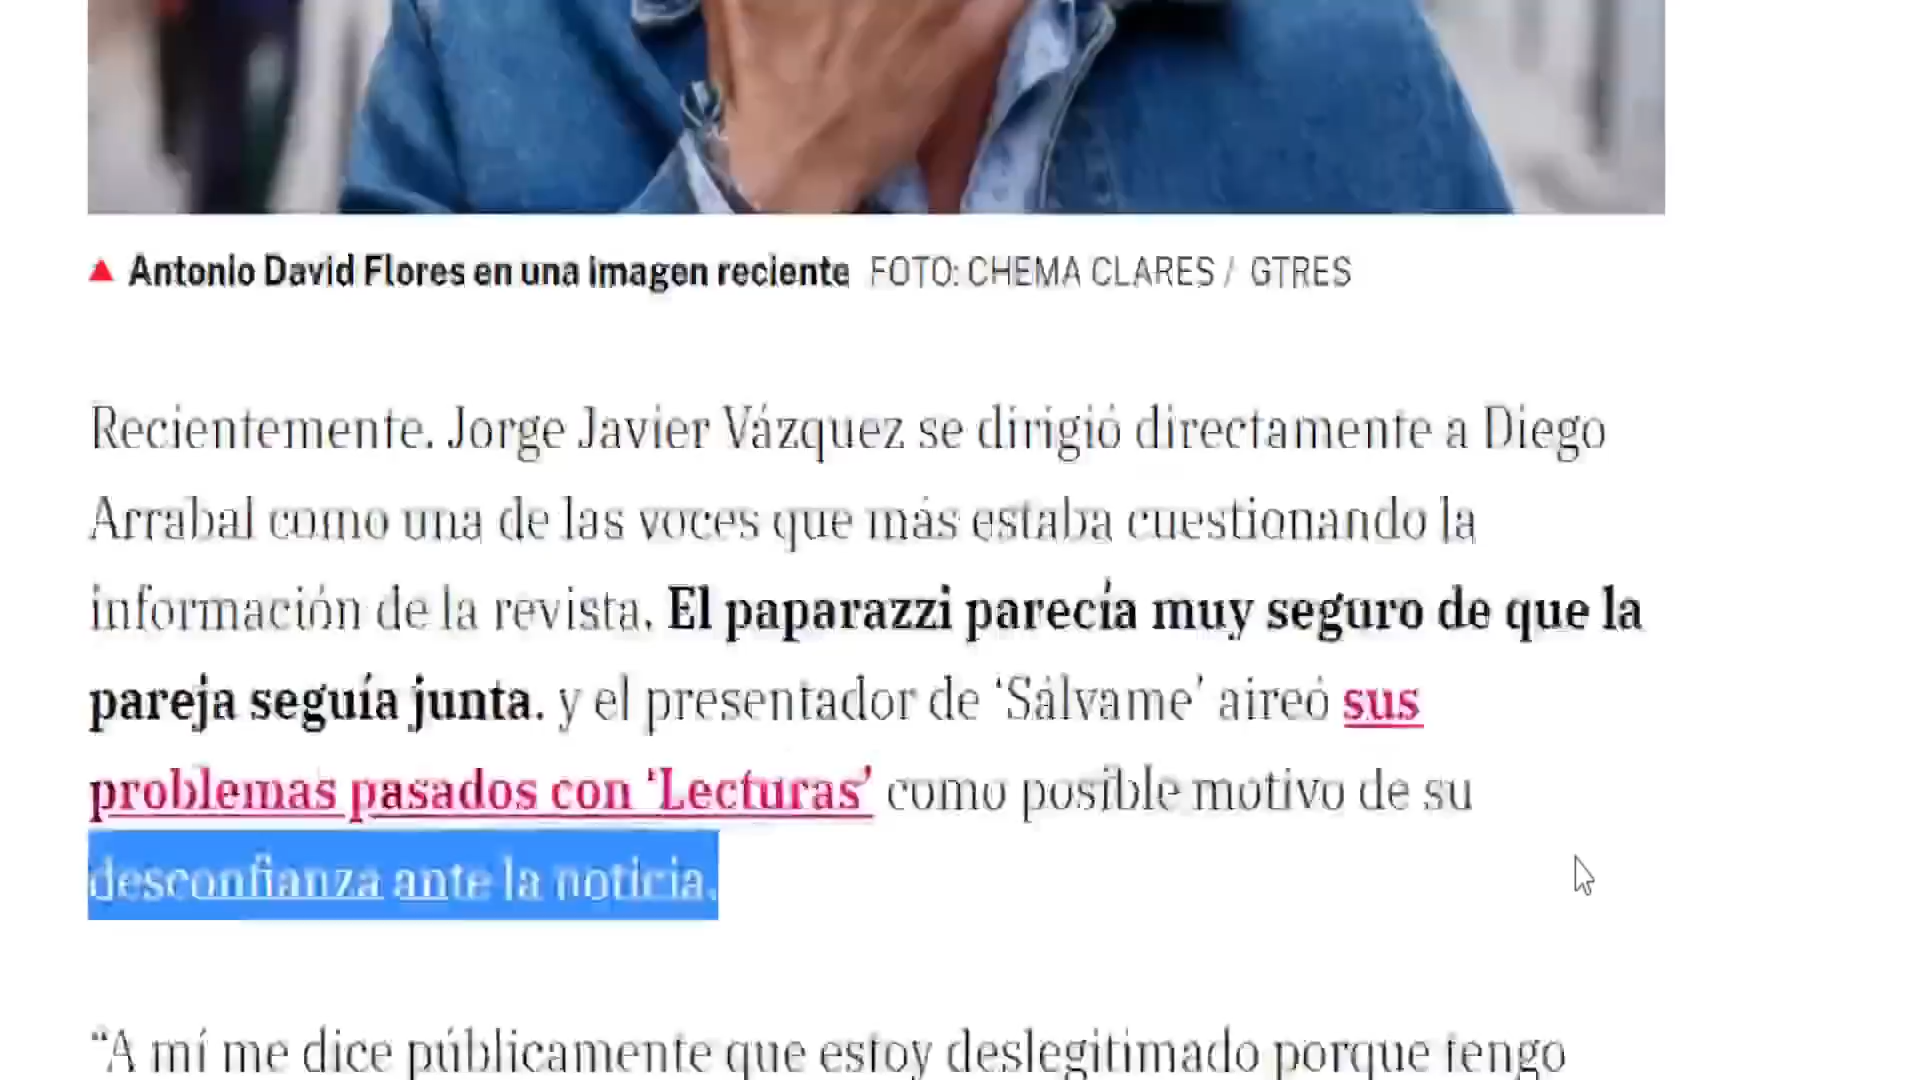 Antonio David Flores en una imagen reciente FOTO: CHEMA CLARES / GTRES
Recientemente. Jorge Javier Vázquez se dirigió directamente a Diego
Arrabal como una de las voces que más estaba cuestionando la
información de la revista. El paparazzi parecía muy seguro de que la
pareja seguía junta. y el presentador de ‘Sálvame’ aireó sus
problemas pasados con ‘Lecturas’ como posible motivo de su
desconfianza ante la noticia.
“A mí me dice públicamente que estoy deslegitimado porque tengo